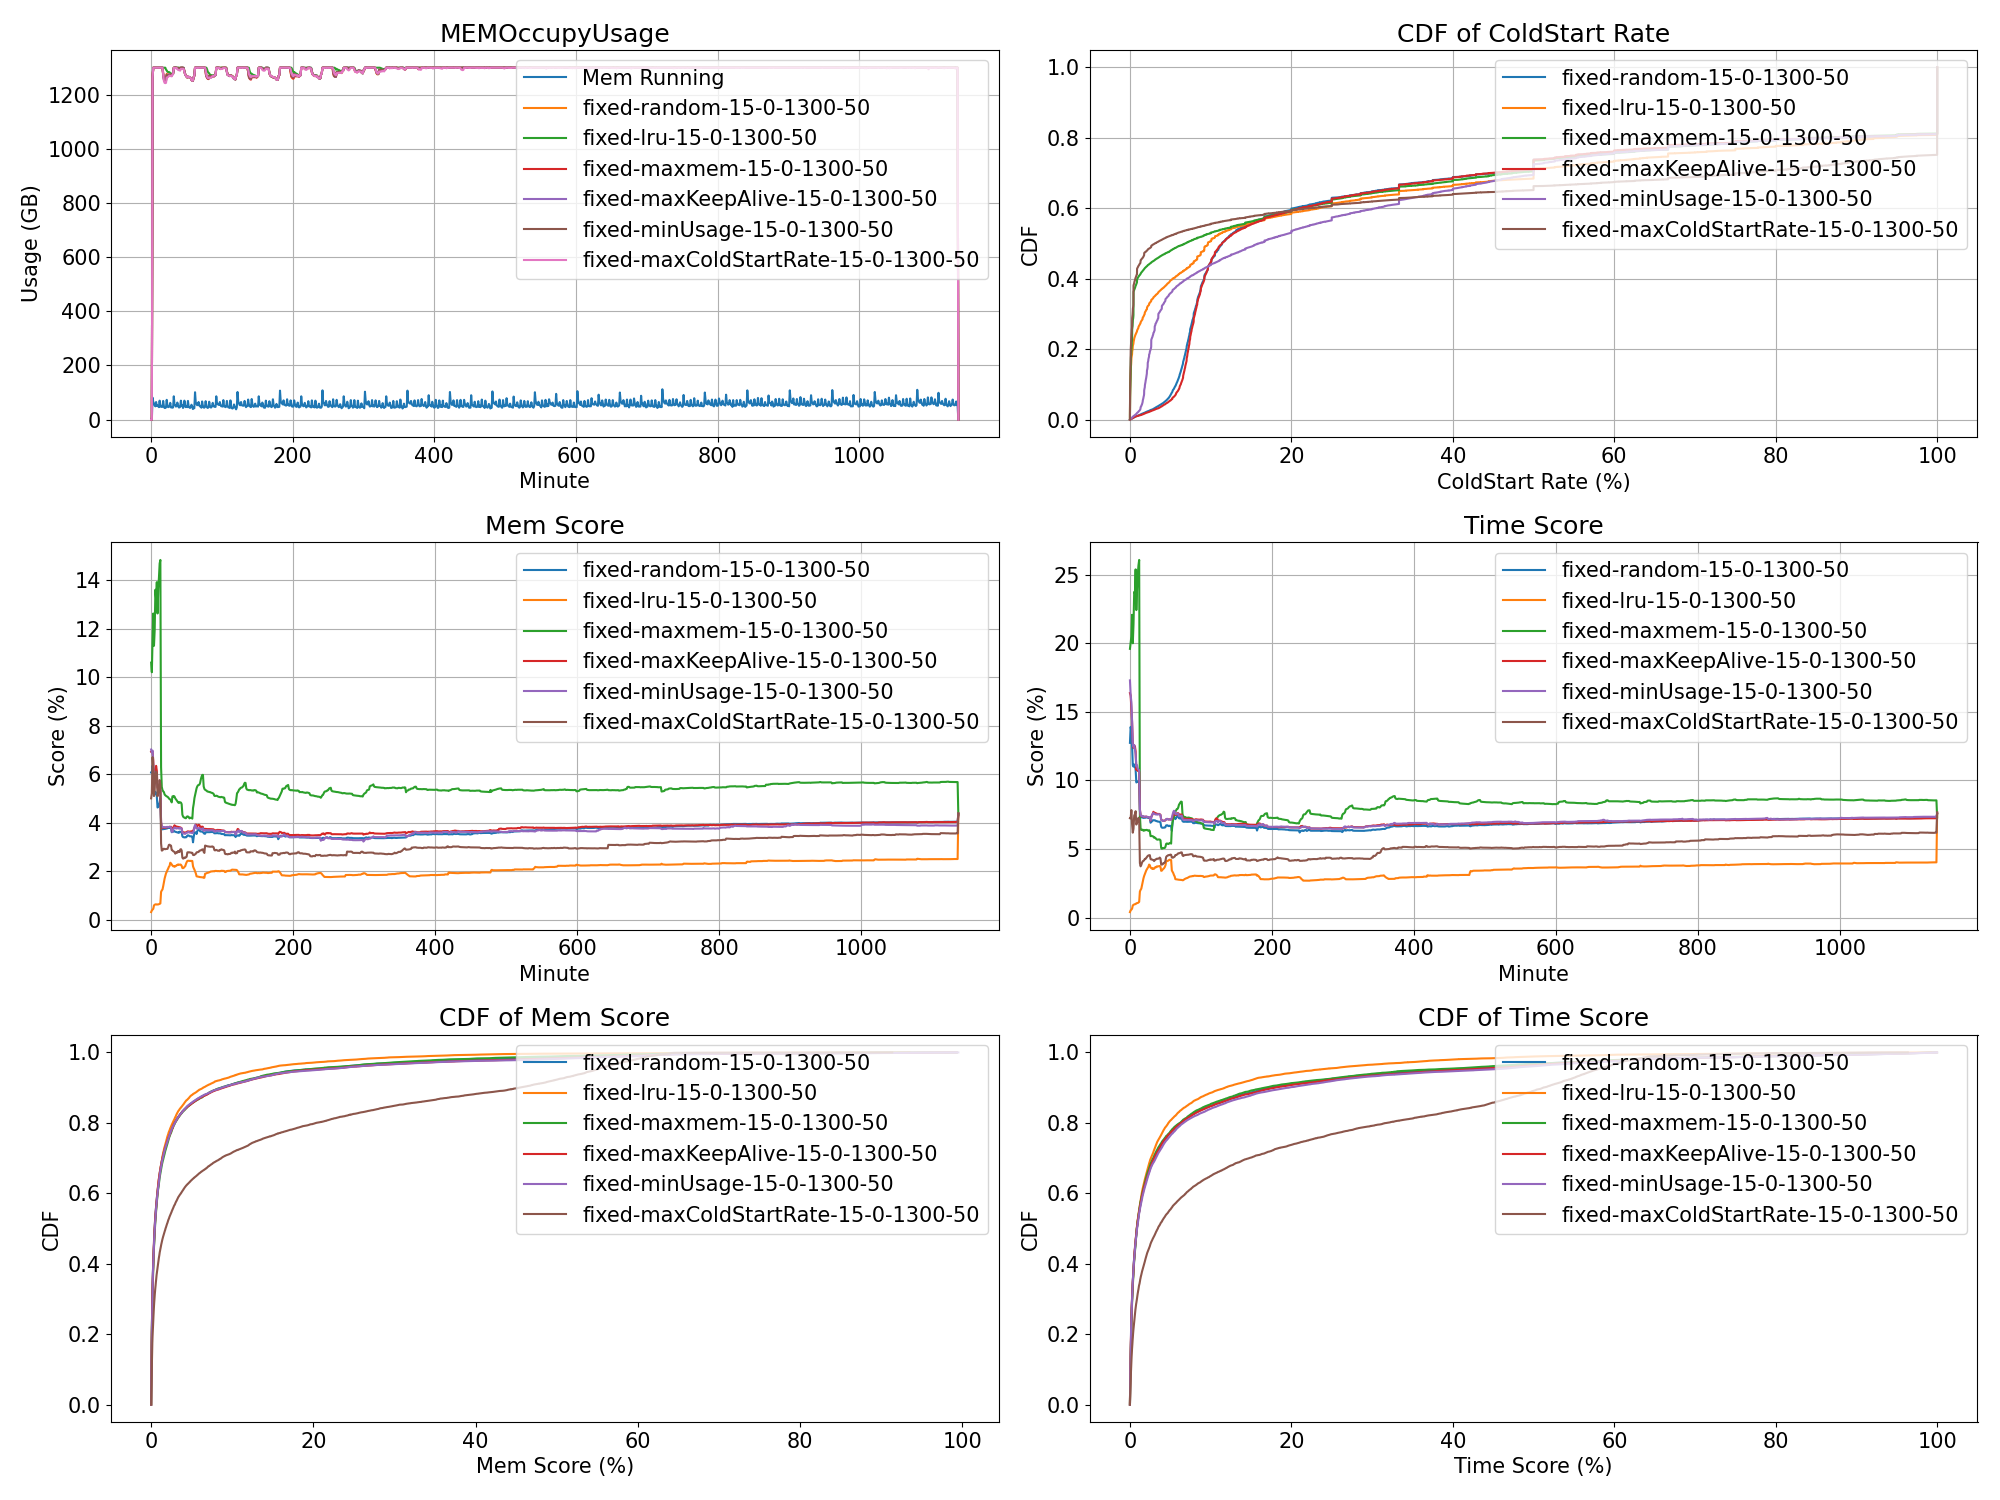 MEMOccupyUsage
Usage (GB)
1200
1000
800
600
400
200
0
Mem Running
fixed-random-15-0-1300-50
fixed-lru-15-0-1300-50
fixed-maxmem-15-0-1300-50
fixed-maxKeepAlive-15-0-1300-50
fixed-minUsage-15-0-1300-50
fixed-maxColdStartRate-15-0-1300-50
0 200 400 600 800 1000
Minute
CDF of ColdStart Rate
CDF
1.0
0.8
0.6
0.4
0.2
0.0
fixed-random-15-0-1300-50
fixed-lru-15-0-1300-50
fixed-maxmem-15-0-1300-50
fixed-maxKeepAlive-15-0-1300-50
fixed-minUsage-15-0-1300-50
fixed-maxColdStartRate-15-0-1300-50
0 20 40 60 80 100
ColdStart Rate (%)
Mem Score
Score (%)
14
12
10
8
6
4
2
0
fixed-random-15-0-1300-50
fixed-lru-15-0-1300-50
fixed-maxmem-15-0-1300-50
fixed-maxKeepAlive-15-0-1300-50
fixed-minUsage-15-0-1300-50
fixed-maxColdStartRate-15-0-1300-50
0 200 400 600 800 1000
Minute
Time Score
Score (%)
25
20
15
10
5
0
fixed-random-15-0-1300-50
fixed-lru-15-0-1300-50
fixed-maxmem-15-0-1300-50
fixed-maxKeepAlive-15-0-1300-50
fixed-minUsage-15-0-1300-50
fixed-maxColdStartRate-15-0-1300-50
0 200 400 600 800 1000
Minute
CDF of Mem Score
CDF
1.0
0.8
0.6
0.4
0.2
0.0
fixed-random-15-0-1300-50
fixed-lru-15-0-1300-50
fixed-maxmem-15-0-1300-50
fixed-maxKeepAlive-15-0-1300-50
fixed-minUsage-15-0-1300-50
fixed-maxColdStartRate-15-0-1300-50
0 20 40 60 80 100
Mem Score (%)
CDF of Time Score
CDF
1.0
0.8
0.6
0.4
0.2
0.0
fixed-random-15-0-1300-50
fixed-lru-15-0-1300-50
fixed-maxmem-15-0-1300-50
fixed-maxKeepAlive-15-0-1300-50
fixed-minUsage-15-0-1300-50
fixed-maxColdStartRate-15-0-1300-50
0 20 40 60 80 100
Time Score (%)